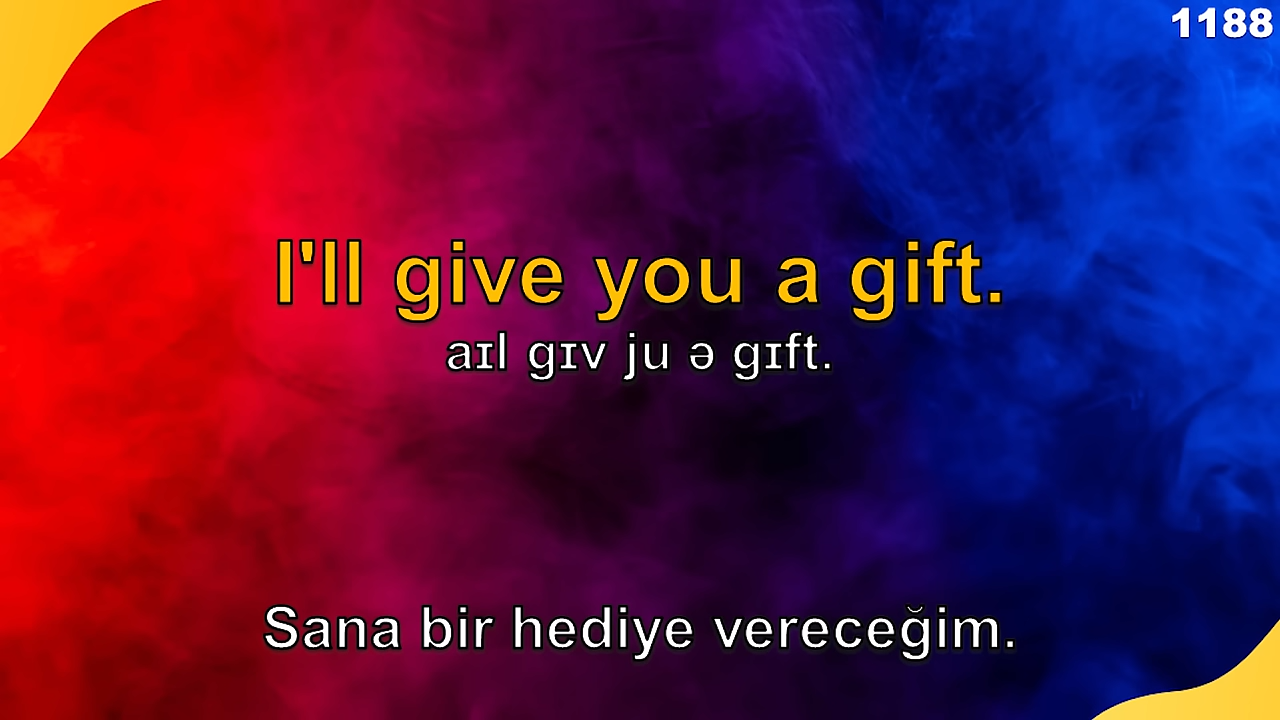 1188
I'll give you a gift.
aɪl gɪv ju ə gɪft.
Sana bir hediye vereceğim.